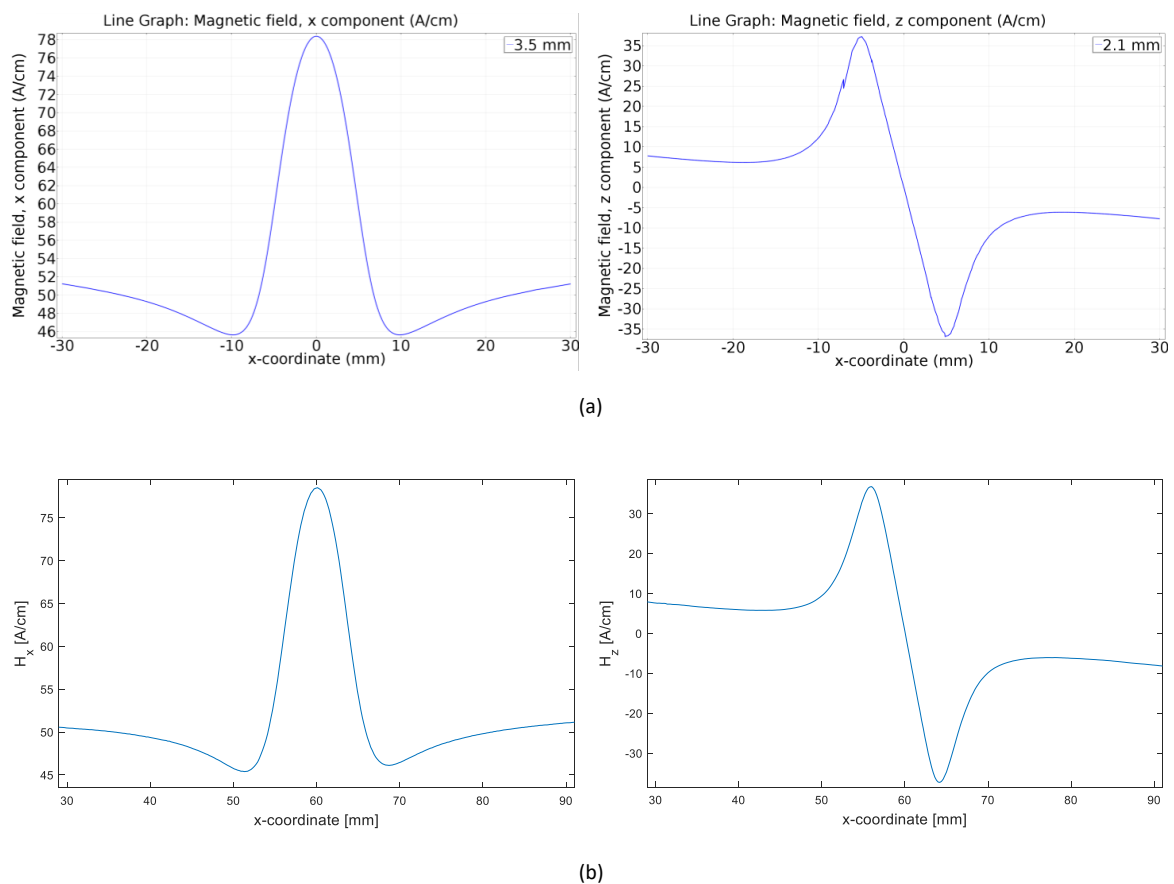 Line Graph: Magnetic field, x component (A/cm)
Magnetic field, x component (A/cm)
78
76
74
72
70
68
66
64
62
60
58
56
54
52
50
48
46
3.5 mm
-30 -20 -10 0 10 20 30
x-coordinate (mm)
Line Graph: Magnetic field, z component (A/cm)
Magnetic field, z component (A/cm)
35
30
25
20
15
10
5
0
-5
-10
-15
-20
-25
-30
-35
2.1 mm
-30 -20 -10 0 10 20 30
x-coordinate (mm)
(a)
H_x [A/cm]
75
70
65
60
55
50
45
30 40 50 60 70 80 90
x-coordinate [mm]
H_z [A/cm]
30
20
10
0
-10
-20
-30
30 40 50 60 70 80 90
x-coordinate [mm]
(b)